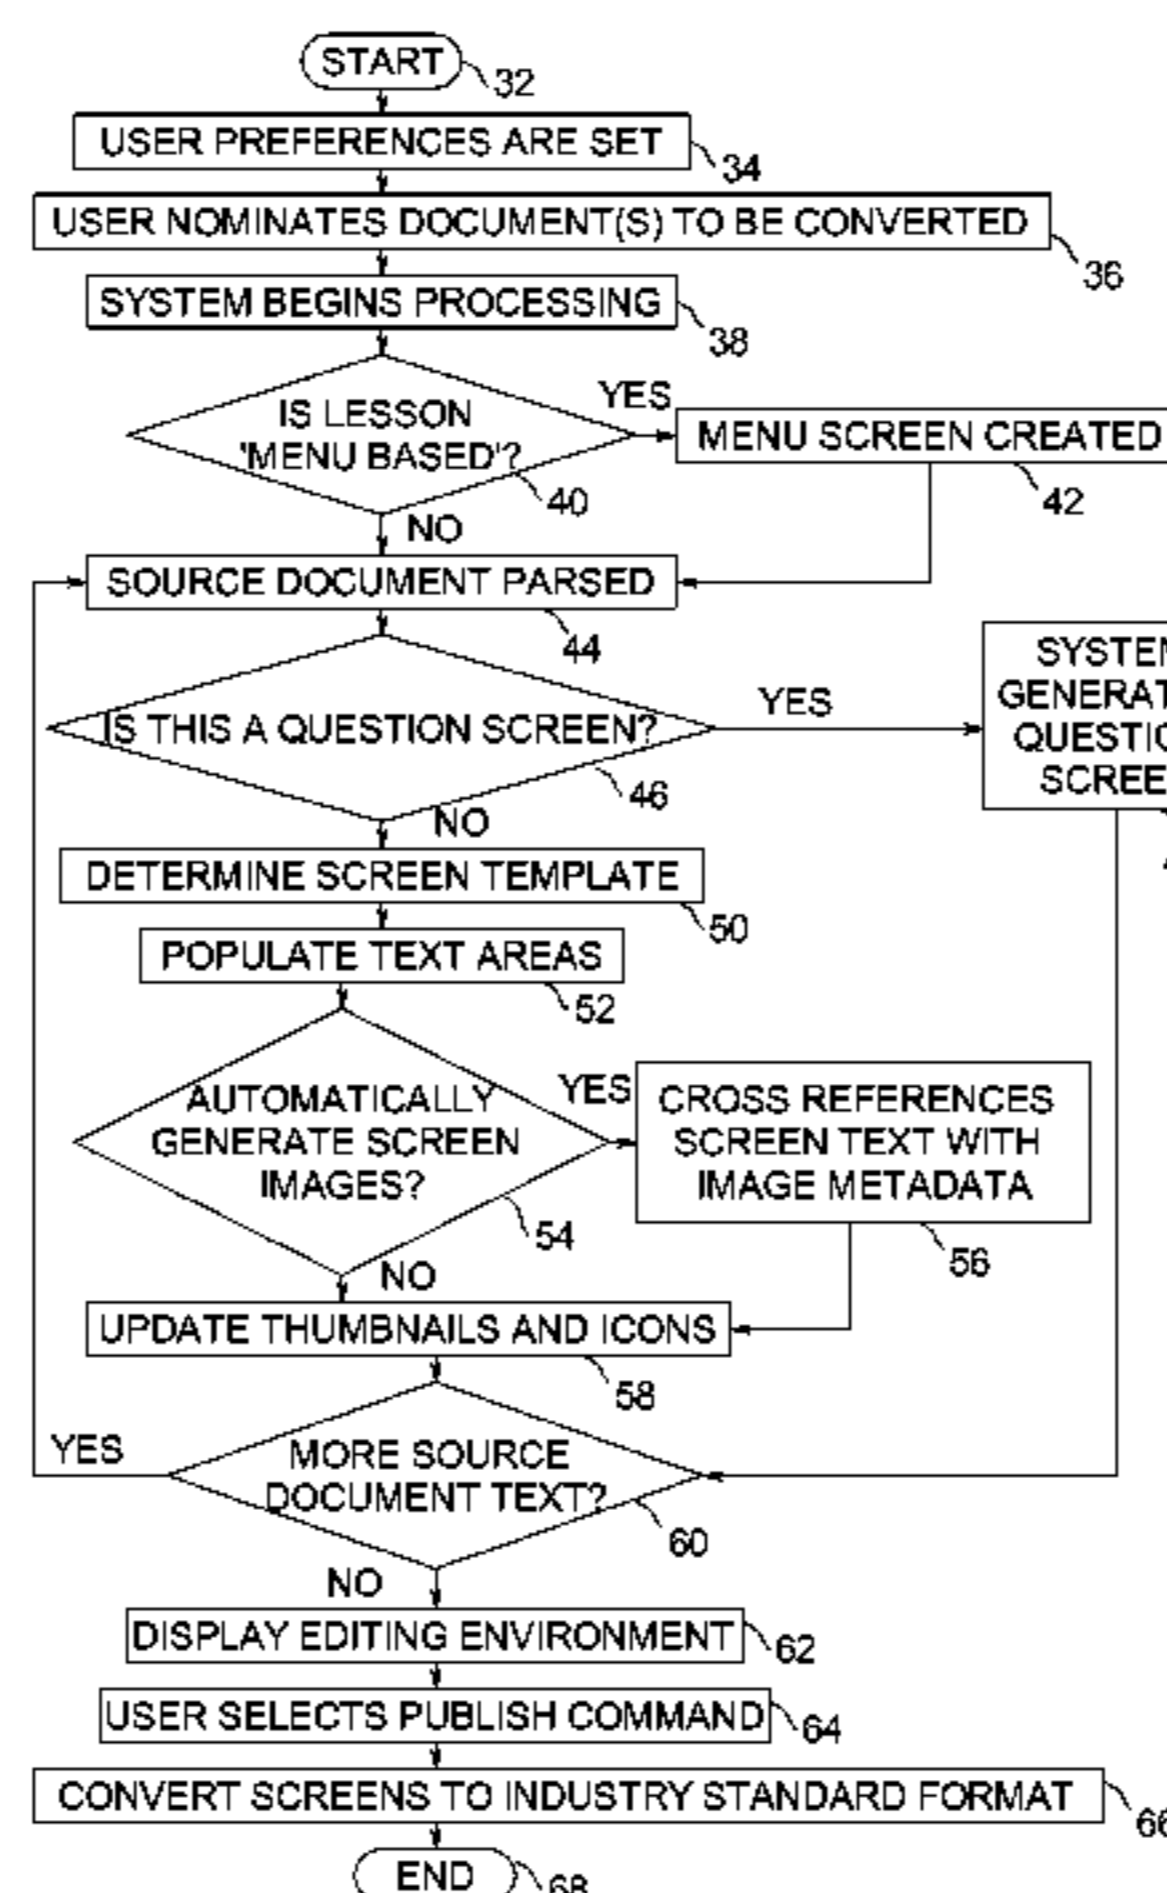 START
32
USER PREFERENCES ARE SET
34
USER NOMINATES DOCUMENT(S) TO BE CONVERTED
36
SYSTEM BEGINS PROCESSING
38
IS LESSON
'MENU BASED'?
40
YES
MENU SCREEN CREATED
42
NO
SOURCE DOCUMENT PARSED
44
IS THIS A QUESTION SCREEN?
46
YES
NO
DETERMINE SCREEN TEMPLATE
50
POPULATE TEXT AREAS
52
AUTOMATICALLY
GENERATE SCREEN
IMAGES?
54
YES
CROSS REFERENCES
SCREEN TEXT WITH
IMAGE METADATA
56
NO
UPDATE THUMBNAILS AND ICONS
58
YES
MORE SOURCE
DOCUMENT TEXT?
60
NO
DISPLAY EDITING ENVIRONMENT
62
USER SELECTS PUBLISH COMMAND
64
CONVERT SCREENS TO INDUSTRY STANDARD FORMAT
66
END
68